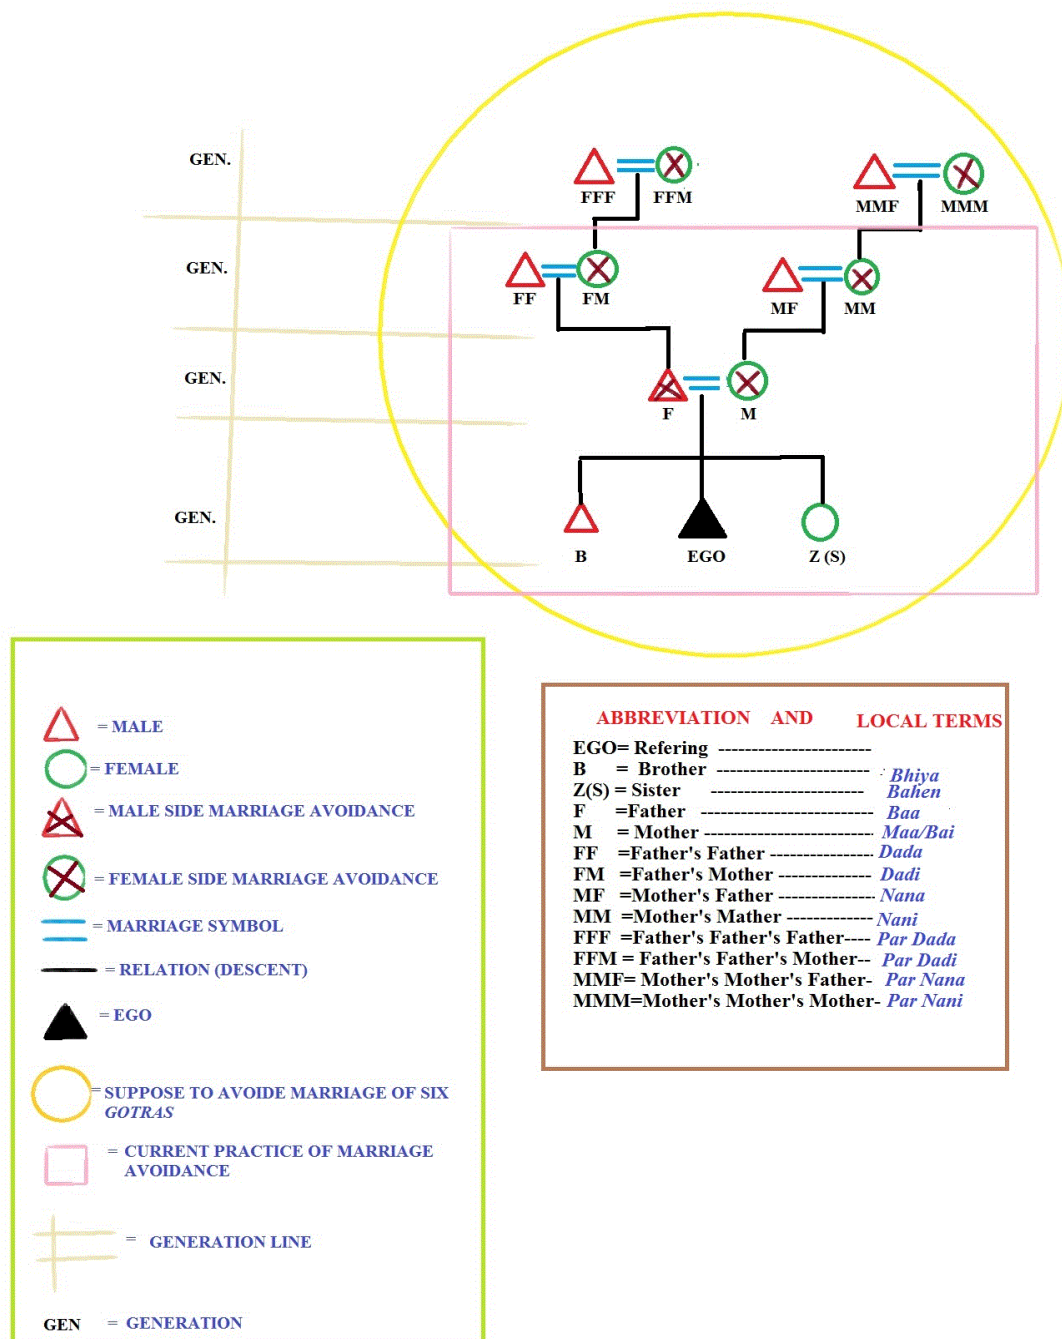 GEN.
FFF
FFM
MMF
MMM
GEN.
FF
FM
MF
MM
GEN.
F
M
GEN.
B
EGO
Z (S)
= MALE
= FEMALE
= MALE SIDE MARRIAGE AVOIDANCE
= FEMALE SIDE MARRIAGE AVOIDANCE
= MARRIAGE SYMBOL
= RELATION (DESCENT)
= EGO
= SUPPOSE TO AVOIDE MARRIAGE OF SIX
GOTRAS
= CURRENT PRACTICE OF MARRIAGE
AVOIDANCE
= GENERATION LINE
GEN = GENERATION
ABBREVIATION AND LOCAL TERMS
EGO= Refering -----------------------
B = Brother ----------------------- Bhiya
Z(S) = Sister ----------------------- Bahen
F =Father -------------------------- Baa
M = Mother -------------------------- Maa/Bai
FF =Father's Father ---------------- Dada
FM =Father's Mother -------------- Dadi
MF =Mother's Father -------------- Nana
MM =Mother's Mather ------------- Nani
FFF =Father's Father's Father---- Par Dada
FFM = Father's Father's Mother-- Par Dadi
MMF= Mother's Mother's Father- Par Nana
MMM=Mother's Mother's Mother- Par Nani